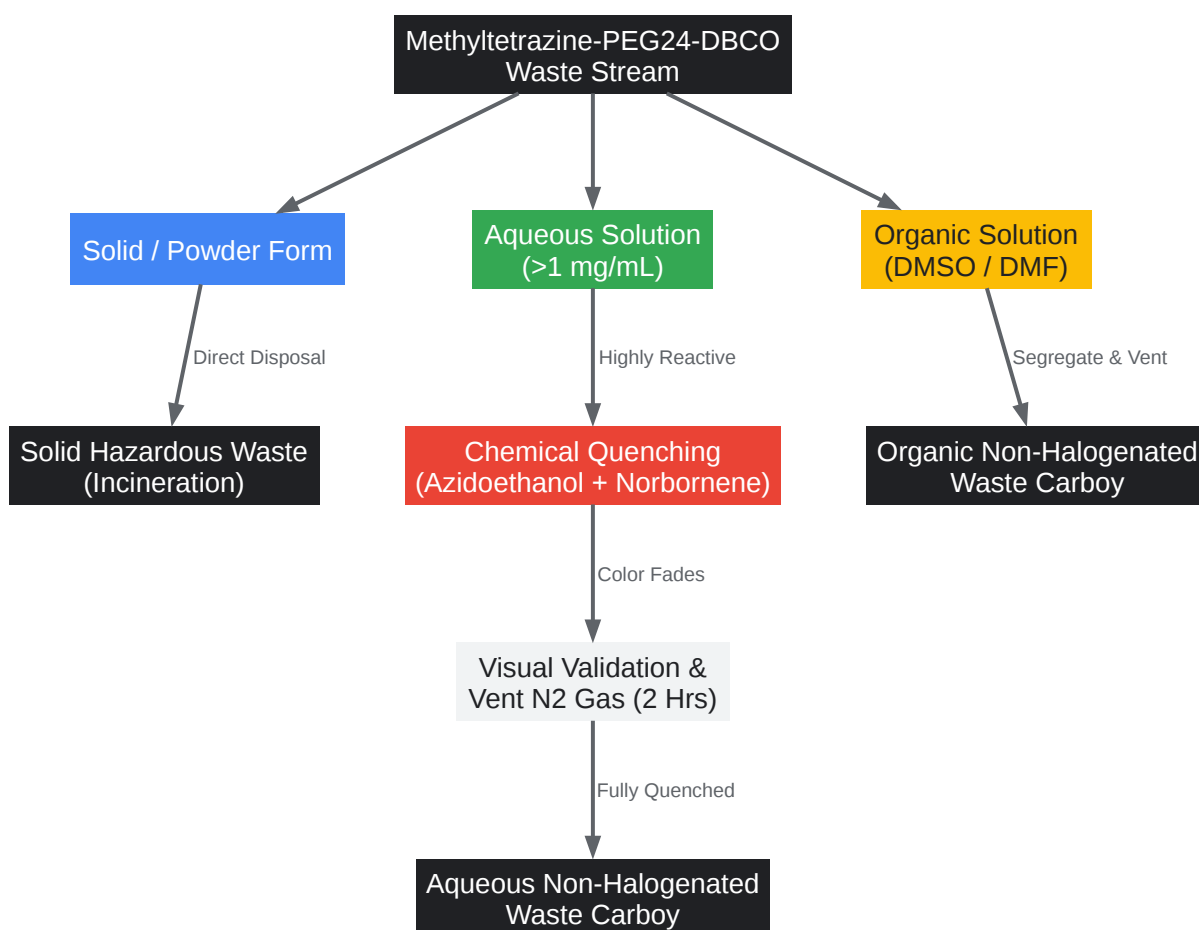 Methyltetrazine-PEG24-DBCO
Waste Stream
Solid / Powder Form
Aqueous Solution
(>1 mg/mL)
Organic Solution
(DMSO / DMF)
Direct Disposal
Highly Reactive
Segregate & Vent
Solid Hazardous Waste
(Incineration)
Chemical Quenching
(Azidoethanol + Norbornene)
Organic Non-Halogenated
Waste Carboy
Color Fades
Visual Validation &
Vent N2 Gas (2 Hrs)
Fully Quenched
Aqueous Non-Halogenated
Waste Carboy